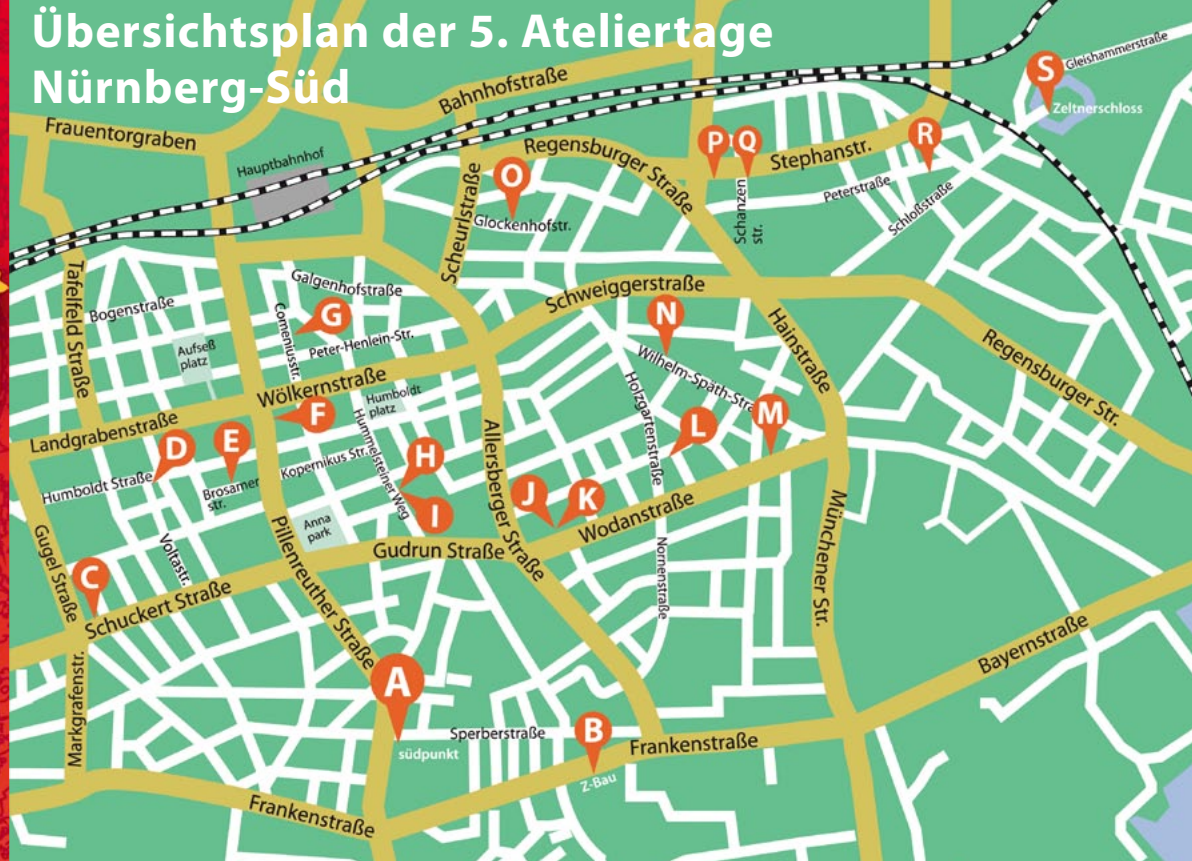 Übersichtsplan der 5. Ateliertage
Nürnberg-Süd
S
Gleishammerstraße
Zeltnerschloss
Bahnhofstraße
Frauentorgraben
Hauptbahnhof
P
Q
R
Regensburger Straße
Stephanstr.
O
Glockenhofstr.
Scheurlstraße
Schanzen
str.
Peterstraße
Schloßstraße
Tafelfeld Straße
Bogenstraße
Galgenhofstraße
Comeniusstr.
G
Peter-Henlein-Str.
Aufseß
platz
Schweiggerstraße
N
Wilhelm-Späth-Stra
Hainstraße
Regensburger Str.
Wölkernstraße
Humboldt
platz
Landgrabenstraße
F
D
E
Humboldt Straße
Brosamer
str.
Kopernikus Str.
Hummelsteiner Weg
H
I
Allersberger Straße
Holzgartenstraße
L
M
J
K
Wodanstraße
Anna
park
Gudrun Straße
Pillenreuther Straße
Gugel Straße
Voltastr.
C
Schuckert Straße
Nornenstraße
Münchener Str.
Markgrafenstr.
A
südpunkt
Sperberstraße
B
Z-Bau
Frankenstraße
Bayernstraße
Frankenstraße